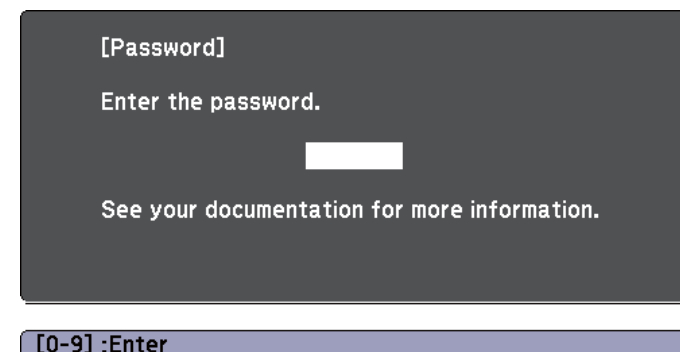 [Password]
Enter the password.
See your documentation for more information.
[0-9] :Enter